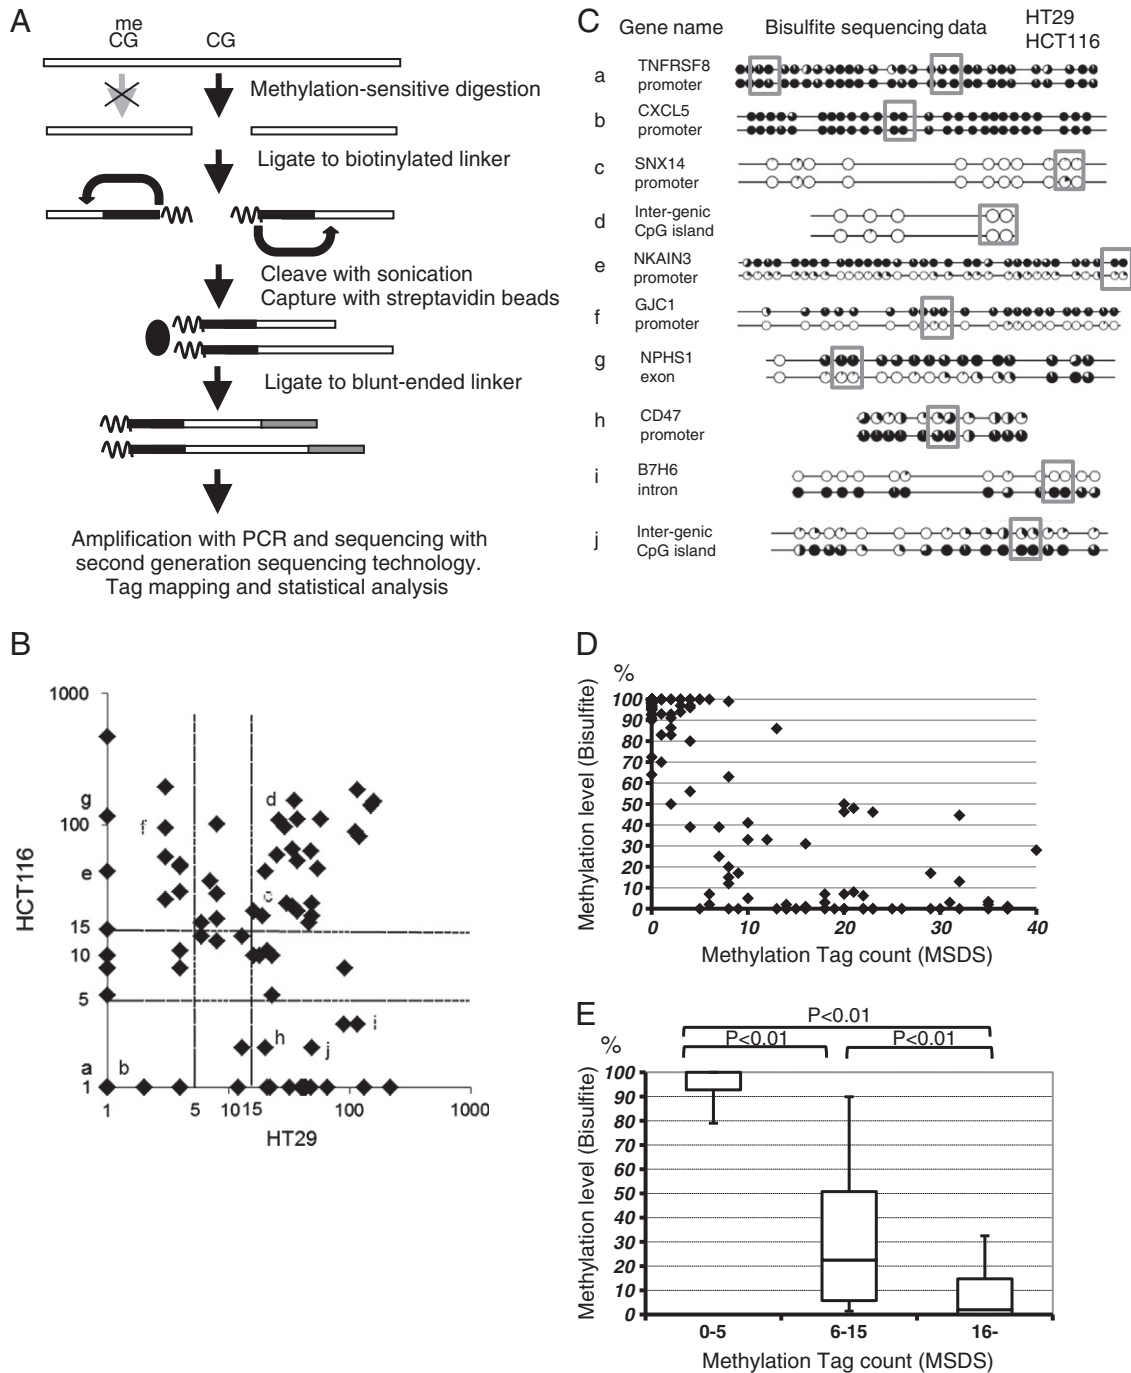 A
me
CG
CG
Methylation-sensitive digestion
Ligate to biotinylated linker
Cleave with sonication
Capture with streptavidin beads
Ligate to blunt-ended linker
Amplification with PCR and sequencing with
second generation sequencing technology.
Tag mapping and statistical analysis
C
Gene name
Bisulfite sequencing data
HT29
HCT116
a
TNFRSF8
promoter
b
CXCL5
promoter
c
SNX14
promoter
d
Inter-genic
CpG island
e
NKAIN3
promoter
f
GJC1
promoter
g
NPHS1
exon
h
CD47
promoter
i
B7H6
intron
j
Inter-genic
CpG island
B
HCT116
1000
g
100
f
e
15
10
5
a
b
1
d
c
h
i
j
1
5
10
15
100
1000
HT29
D
%
Methylation level (Bisulfite)
100
90
80
70
60
50
40
30
20
10
0
0
10
20
30
40
Methylation Tag count (MSDS)
E
%
P<0.01
P<0.01
P<0.01
Methylation level (Bisulfite)
100
90
80
70
60
50
40
30
20
10
0
0-5
6-15
16-
Methylation Tag count (MSDS)